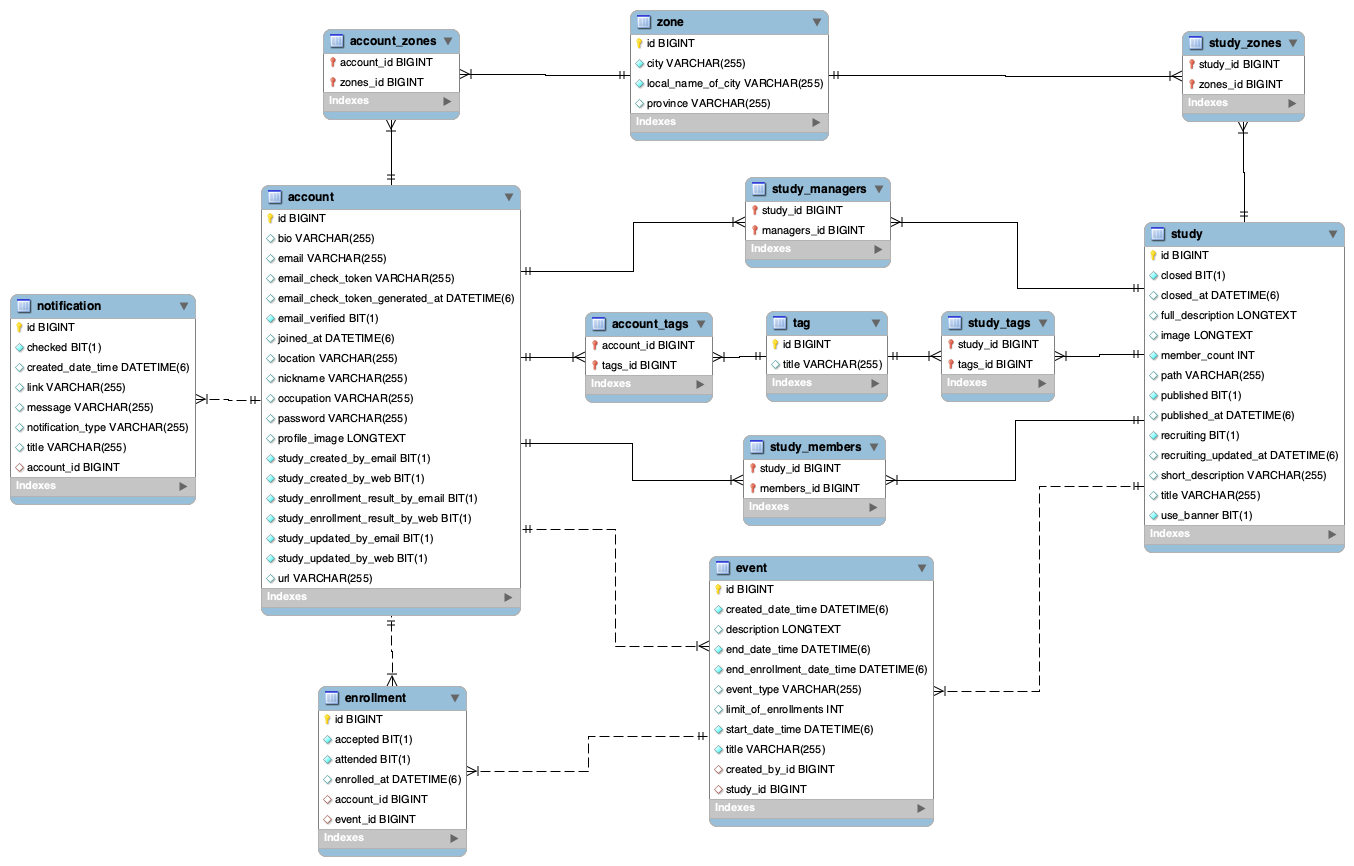 account_zones
account_id BIGINT
zones_id BIGINT
Indexes
zone
id BIGINT
city VARCHAR(255)
local_name_of_city VARCHAR(255)
province VARCHAR(255)
Indexes
study_zones
study_id BIGINT
zones_id BIGINT
Indexes
account
id BIGINT
bio VARCHAR(255)
email VARCHAR(255)
email_check_token VARCHAR(255)
email_check_token_generated_at DATETIME(6)
email_verified BIT(1)
joined_at DATETIME(6)
location VARCHAR(255)
nickname VARCHAR(255)
occupation VARCHAR(255)
password VARCHAR(255)
profile_image LONGTEXT
study_created_by_email BIT(1)
study_created_by_web BIT(1)
study_enrollment_result_by_email BIT(1)
study_enrollment_result_by_web BIT(1)
study_updated_by_email BIT(1)
study_updated_by_web BIT(1)
url VARCHAR(255)
Indexes
study_managers
study_id BIGINT
managers_id BIGINT
Indexes
study
id BIGINT
closed BIT(1)
closed_at DATETIME(6)
full_description LONGTEXT
image LONGTEXT
member_count INT
path VARCHAR(255)
published BIT(1)
published_at DATETIME(6)
recruiting BIT(1)
recruiting_updated_at DATETIME(6)
short_description VARCHAR(255)
title VARCHAR(255)
use_banner BIT(1)
Indexes
notification
id BIGINT
checked BIT(1)
created_date_time DATETIME(6)
link VARCHAR(255)
message VARCHAR(255)
notification_type VARCHAR(255)
title VARCHAR(255)
account_id BIGINT
Indexes
account_tags
account_id BIGINT
tags_id BIGINT
Indexes
tag
id BIGINT
title VARCHAR(255)
Indexes
study_tags
study_id BIGINT
tags_id BIGINT
Indexes
study_members
study_id BIGINT
members_id BIGINT
Indexes
event
id BIGINT
created_date_time DATETIME(6)
description LONGTEXT
end_date_time DATETIME(6)
end_enrollment_date_time DATETIME(6)
event_type VARCHAR(255)
limit_of_enrollments INT
start_date_time DATETIME(6)
title VARCHAR(255)
created_by_id BIGINT
study_id BIGINT
Indexes
enrollment
id BIGINT
accepted BIT(1)
attended BIT(1)
enrolled_at DATETIME(6)
account_id BIGINT
event_id BIGINT
Indexes